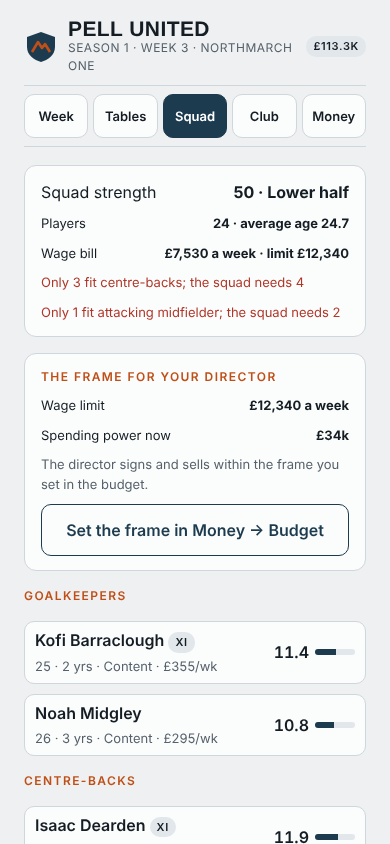 PELL UNITED
SEASON 1 · WEEK 3 · NORTHMARCH
ONE
£113.3K
Week
Tables
Squad
Club
Money
Squad strength
50 · Lower half
Players
24 · average age 24.7
Wage bill
£7,530 a week · limit £12,340
Only 3 fit centre-backs; the squad needs 4
Only 1 fit attacking midfielder; the squad needs 2
THE FRAME FOR YOUR DIRECTOR
Wage limit
£12,340 a week
Spending power now
£34k
The director signs and sells within the frame you
set in the budget.
Set the frame in Money → Budget
GOALKEEPERS
Kofi Barraclough XI
11.4
25 · 2 yrs · Content · £355/wk
Noah Midgley
10.8
26 · 3 yrs · Content · £295/wk
CENTRE-BACKS
Isaac Dearden XI
11.9